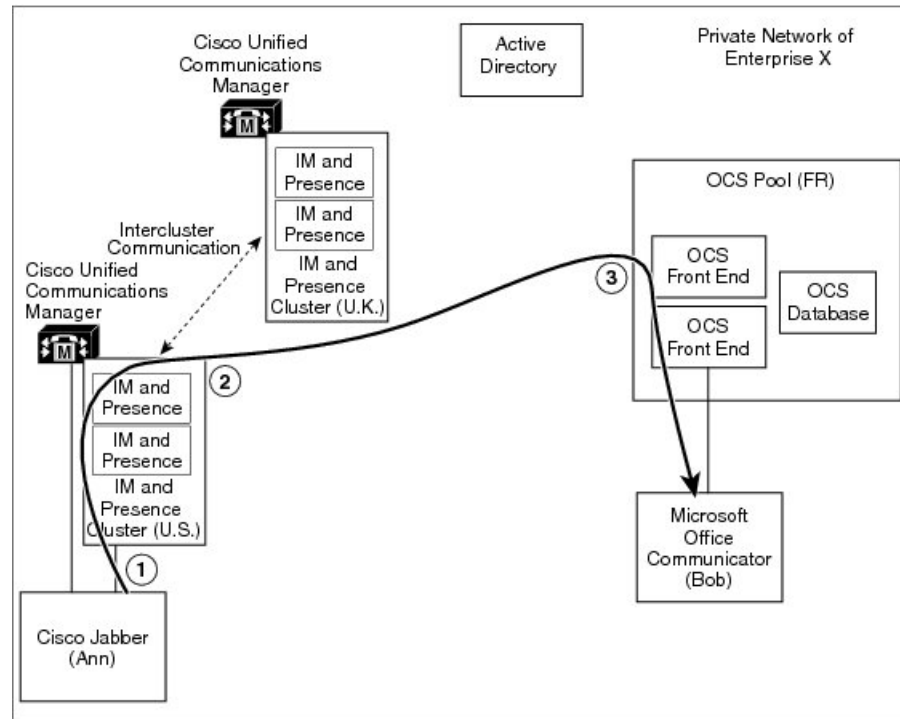 Cisco Unified
Communications
Manager
M
Active
Directory
Private Network of
Enterprise X
IM and
Presence
IM and
Presence
IM and
Presence
Cluster (U.K.)
Intercluster
Communication
OCS Pool (FR)
OCS
Front End
OCS
Front End
OCS
Database
3
Cisco Unified
Communications
Manager
M
2
IM and
Presence
IM and
Presence
IM and
Presence
Cluster (U.S.)
1
Microsoft
Office
Communicator
(Bob)
Cisco Jabber
(Ann)